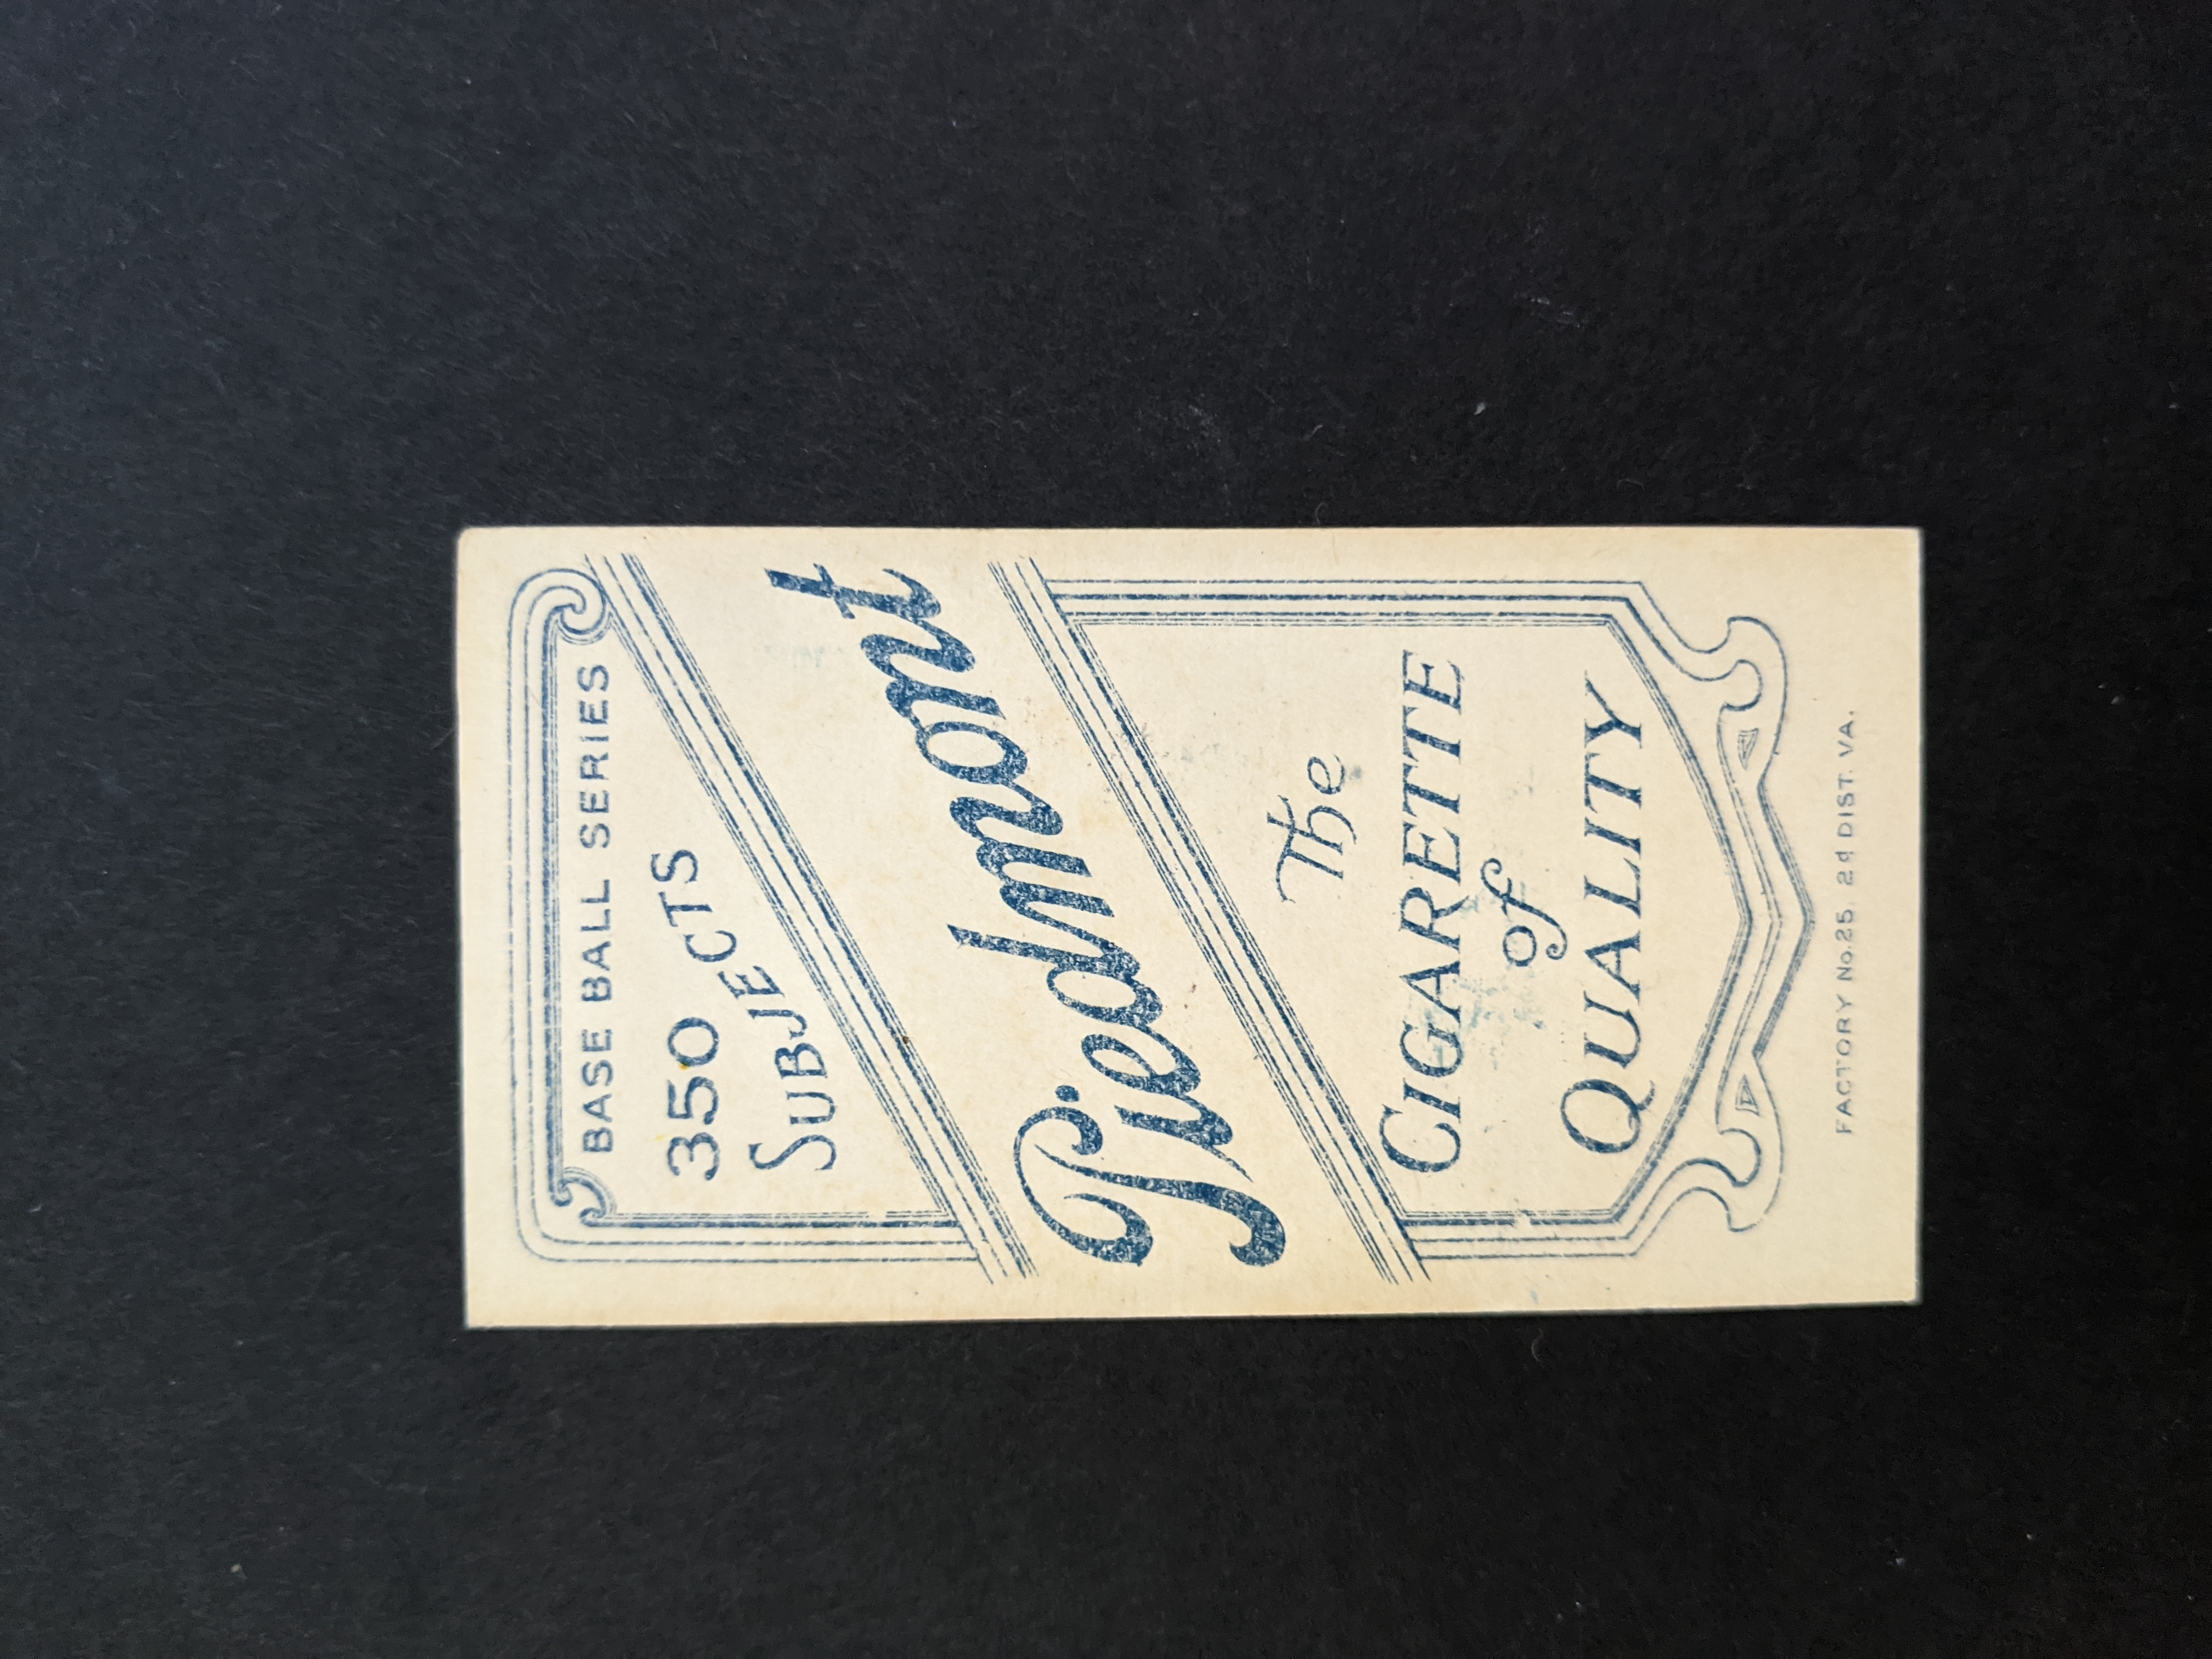 BASE BALL SERIES
350
SUBJECTS
Piedmont
The
CIGARETTE
of
QUALITY
FACTORY No.25, 2d DIST. VA.